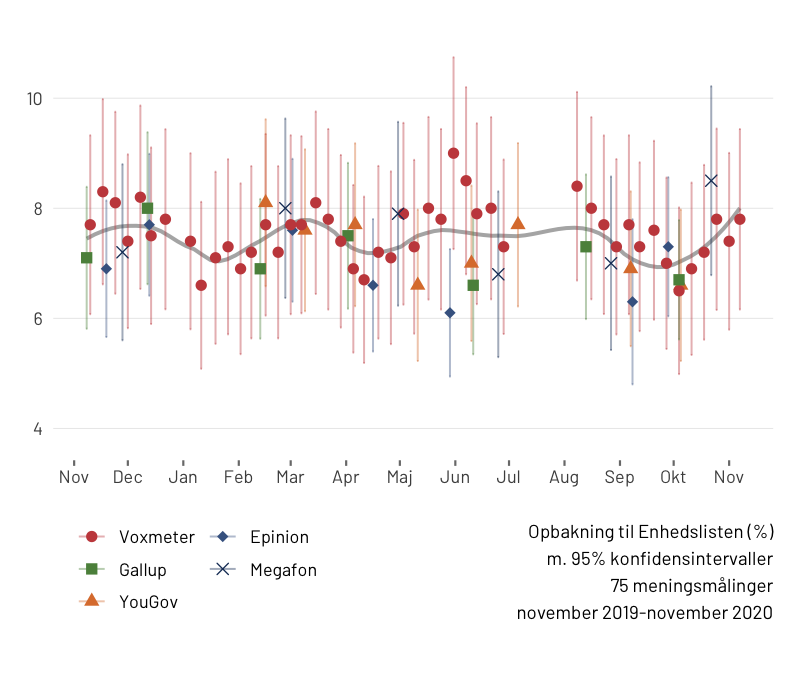 10
8
6
4
Nov Dec Jan Feb Mar Apr Maj Jun Jul Aug Sep Okt Nov
Voxmeter Epinion
Gallup Megafon
YouGov
Opbakning til Enhedslisten (%)
m. 95% konfidensintervaller
75 meningsmålinger
november 2019-november 2020